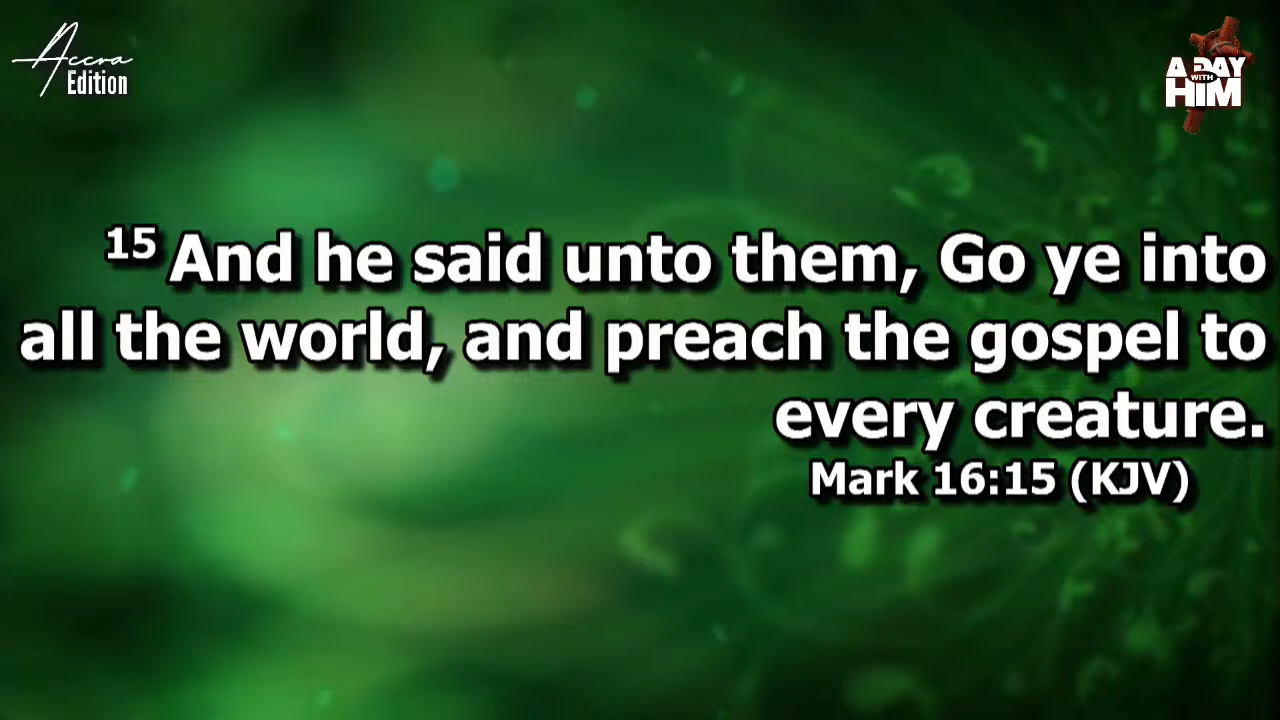 Accra
Edition
A DAY
WITH
HIM
15 And he said unto them, Go ye into
all the world, and preach the gospel to
every creature.
Mark 16:15 (KJV)